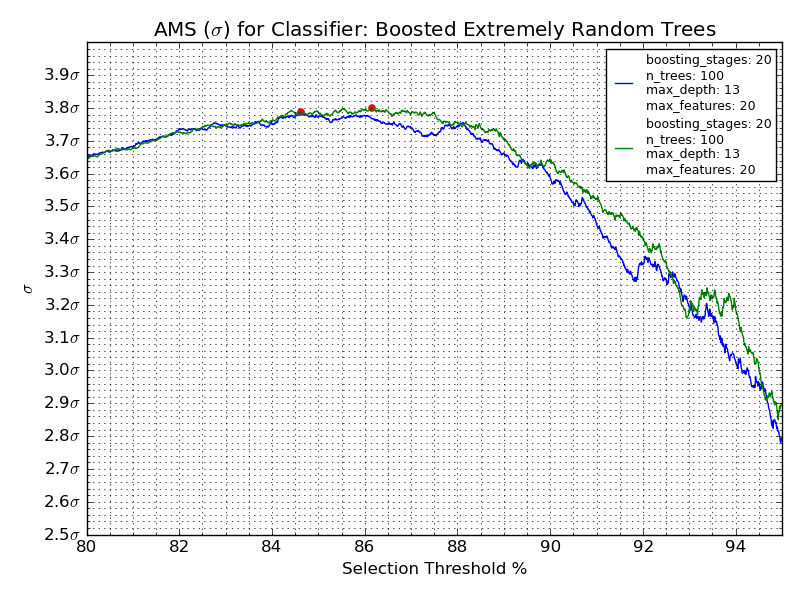 AMS (σ) for Classifier: Boosted Extremely Random Trees
3.9σ
3.8σ
3.7σ
3.6σ
3.5σ
3.4σ
3.3σ
3.2σ
3.1σ
3.0σ
2.9σ
2.8σ
2.7σ
2.6σ
2.5σ
σ
boosting_stages: 20
n_trees: 100
max_depth: 13
max_features: 20
boosting_stages: 20
n_trees: 100
max_depth: 13
max_features: 20
80 82 84 86 88 90 92 94
Selection Threshold %